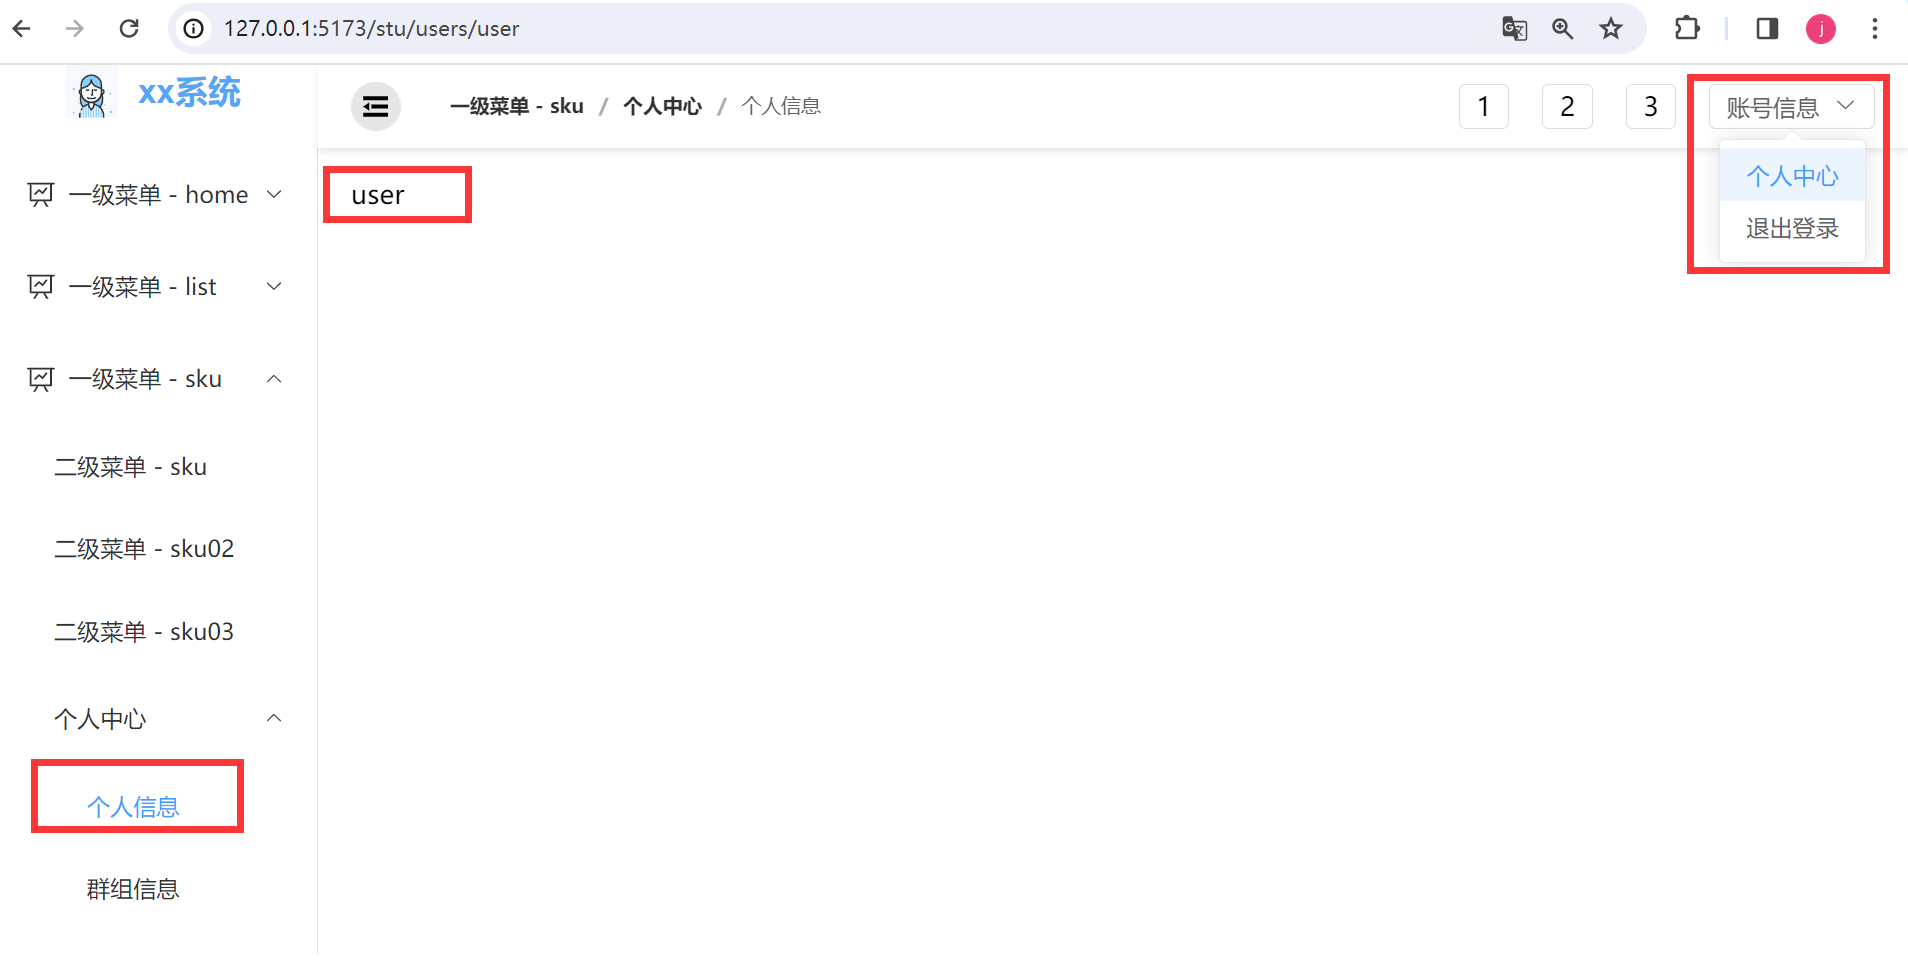 127.0.0.1:5173/stu/users/user
j
xx系统
一级菜单 - sku / 个人中心 / 个人信息
1
2
3
账号信息
个人中心
退出登录
一级菜单 - home
一级菜单 - list
一级菜单 - sku
二级菜单 - sku
二级菜单 - sku02
二级菜单 - sku03
个人中心
个人信息
群组信息
user